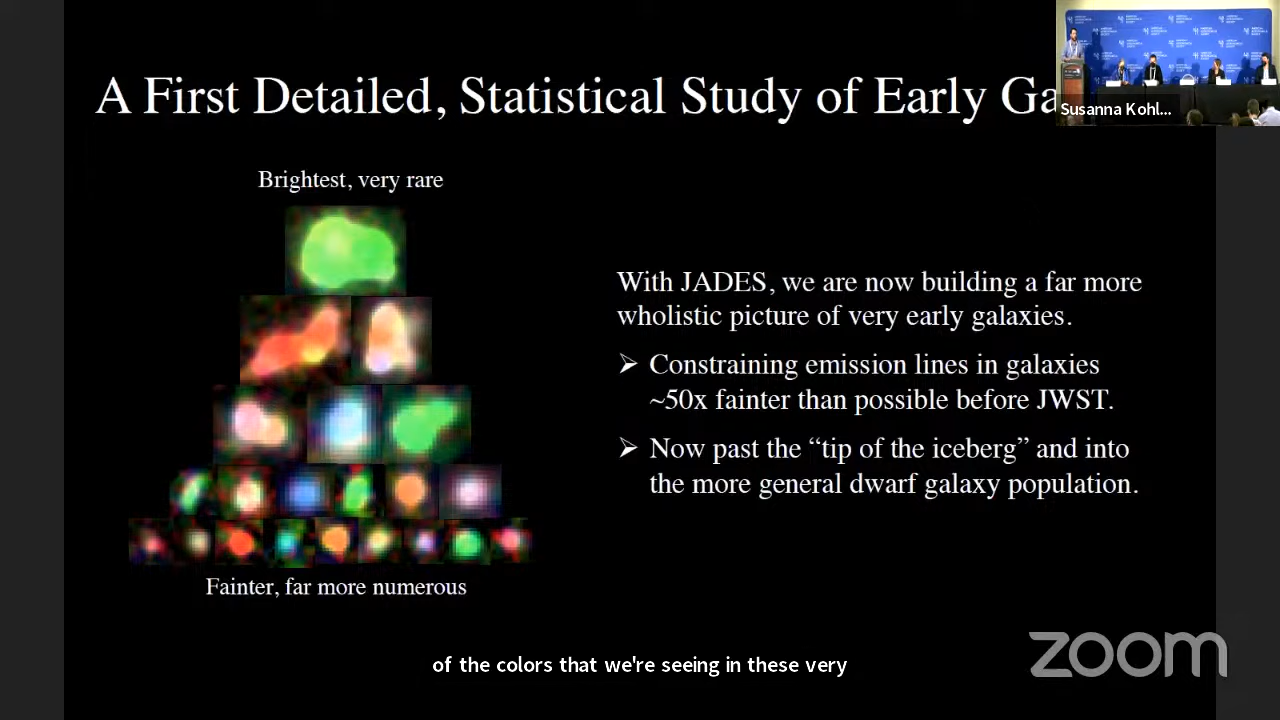 A First Detailed, Statistical Study of Early Ga
Susanna Kohl...
Brightest, very rare
With JADES, we are now building a far more
wholistic picture of very early galaxies.
➢ Constraining emission lines in galaxies
~50x fainter than possible before JWST.
➢ Now past the “tip of the iceberg” and into
the more general dwarf galaxy population.
Fainter, far more numerous
of the colors that we're seeing in these very
zoom